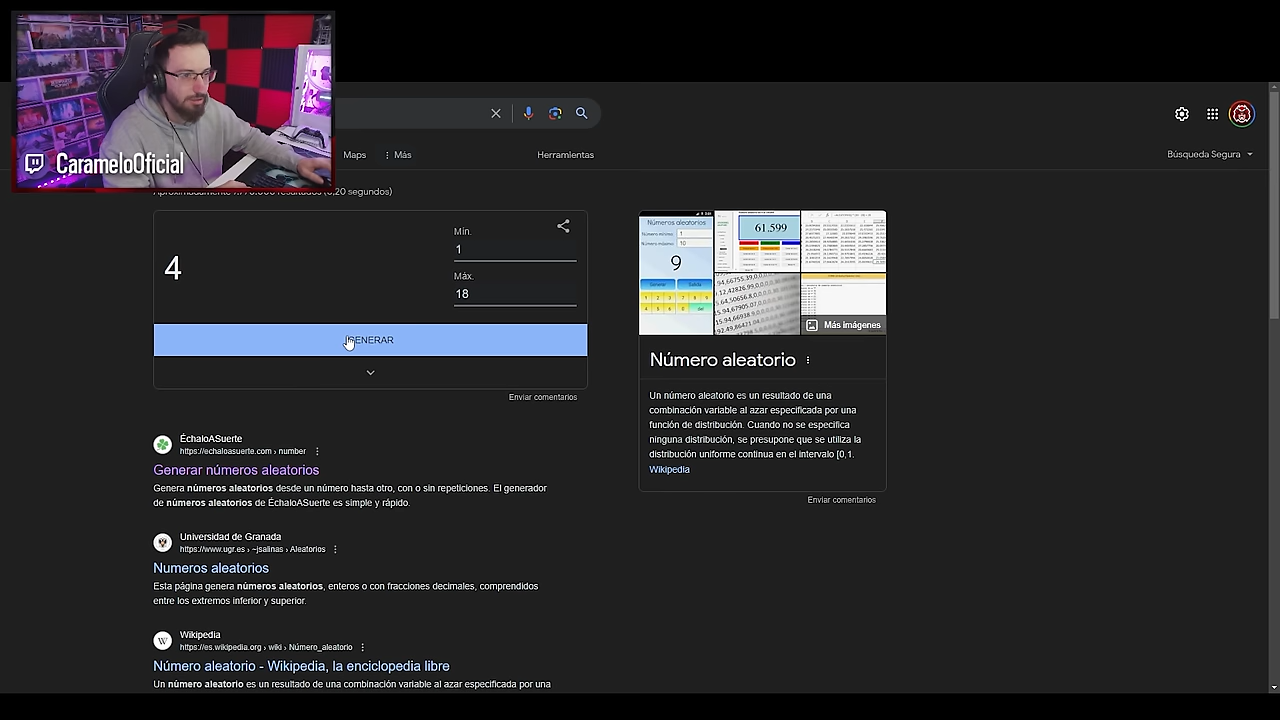 CarameloOficial
Maps
Más
Herramientas
Búsqueda Segura
4
Mín.
1
Máx.
18
GENERAR
Enviar comentarios
ÉchaloASuerte
https://echaloasuerte.com › number
Generar números aleatorios
Genera números aleatorios desde un número hasta otro, con o sin repeticiones. El generador
de números aleatorios de ÉchaloASuerte es simple y rápido.
Universidad de Granada
https://www.ugr.es › ~jsalinas › Aleatorios
Numeros aleatorios
Esta página genera números aleatorios, enteros o con fracciones decimales, comprendidos
entre los extremos inferior y superior.
Wikipedia
https://es.wikipedia.org › wiki › Número_aleatorio
Número aleatorio - Wikipedia, la enciclopedia libre
Un número aleatorio es un resultado de una combinación variable al azar especificada por una
Números aleatorios
9
61.599
Más imágenes
Número aleatorio
Un número aleatorio es un resultado de una
combinación variable al azar especificada por una
función de distribución. Cuando no se especifica
ninguna distribución, se presupone que se utiliza la
distribución uniforme continua en el intervalo [0,1.
Wikipedia
Enviar comentarios